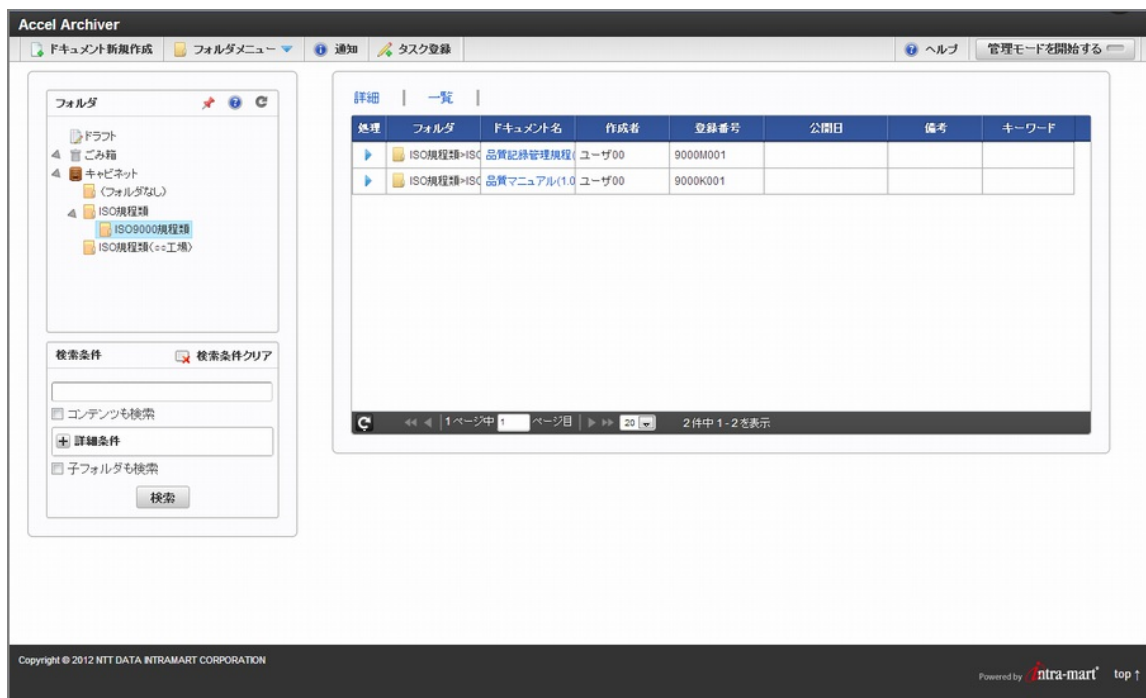 Accel Archiver
ドキュメント新規作成 フォルダメニュー 通知 タスク登録 ヘルプ 管理モードを開始する
フォルダ
ドラフト
ごみ箱
キャビネット
(フォルダなし)
ISO規程類
ISO9000規程類
ISO規程類(○○工場)
検索条件 検索条件クリア
コンテンツも検索
詳細条件
子フォルダも検索
検索
詳細 | 一覧 |
処理 フォルダ ドキュメント名 作成者 登録番号 公開日 備考 キーワード
ISO規程類>ISO 品質記録管理規程( ユーザ00 9000M001
ISO規程類>ISO 品質マニュアル(1.0 ユーザ00 9000K001
1 ページ中 1 ページ目 20 2 件中 1 - 2 を表示
Copyright © 2012 NTT DATA INTRAMART CORPORATION
Powered by intra-mart top ↑